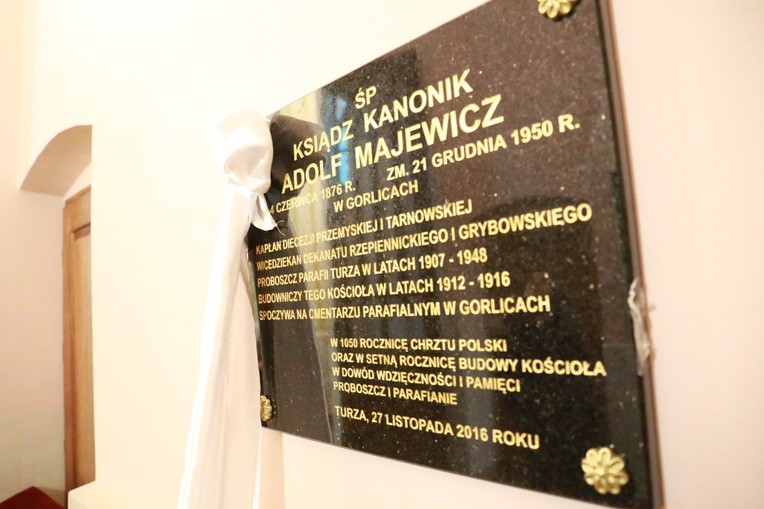 ŚP
KSIĄDZ KANONIK
ADOLF MAJEWICZ
4 CZERWCA 1876 R. ZM. 21 GRUDNIA 1950 R.
W GORLICACH
KAPŁAN DIECEZJI PRZEMYSKIEJ I TARNOWSKIEJ
WICEDZIEKAN DEKANATU RZEPIENNICKIEGO I GRYBOWSKIEGO
PROBOSZCZ PARAFII TURZA W LATACH 1907 - 1948
BUDOWNICZY TEGO KOŚCIOŁA W LATACH 1912 - 1916
SPOCZYWA NA CMENTARZU PARAFIALNYM W GORLICACH
W 1050 ROCZNICĘ CHRZTU POLSKI
ORAZ W SETNĄ ROCZNICĘ BUDOWY KOŚCIOŁA
W DOWÓD WDZIĘCZNOŚCI I PAMIĘCI
PROBOSZCZ I PARAFIANIE
TURZA, 27 LISTOPADA 2016 ROKU